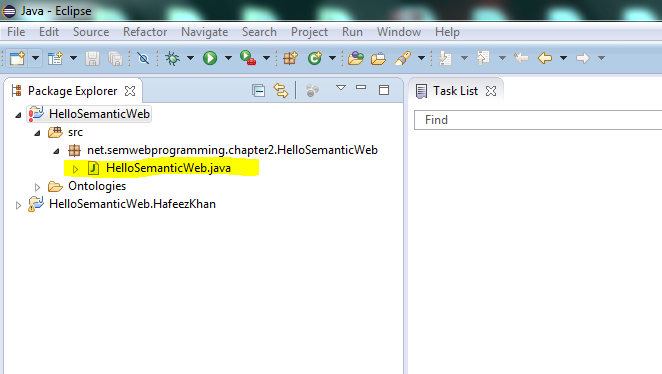 Java - Eclipse
File Edit Source Refactor Navigate Search Project Run Window Help
Package Explorer
Task List
HelloSemanticWeb
Find
src
net.semwebprogramming.chapter2.HelloSemanticWeb
HelloSemanticWeb.java
Ontologies
HelloSemanticWeb.HafeezKhan